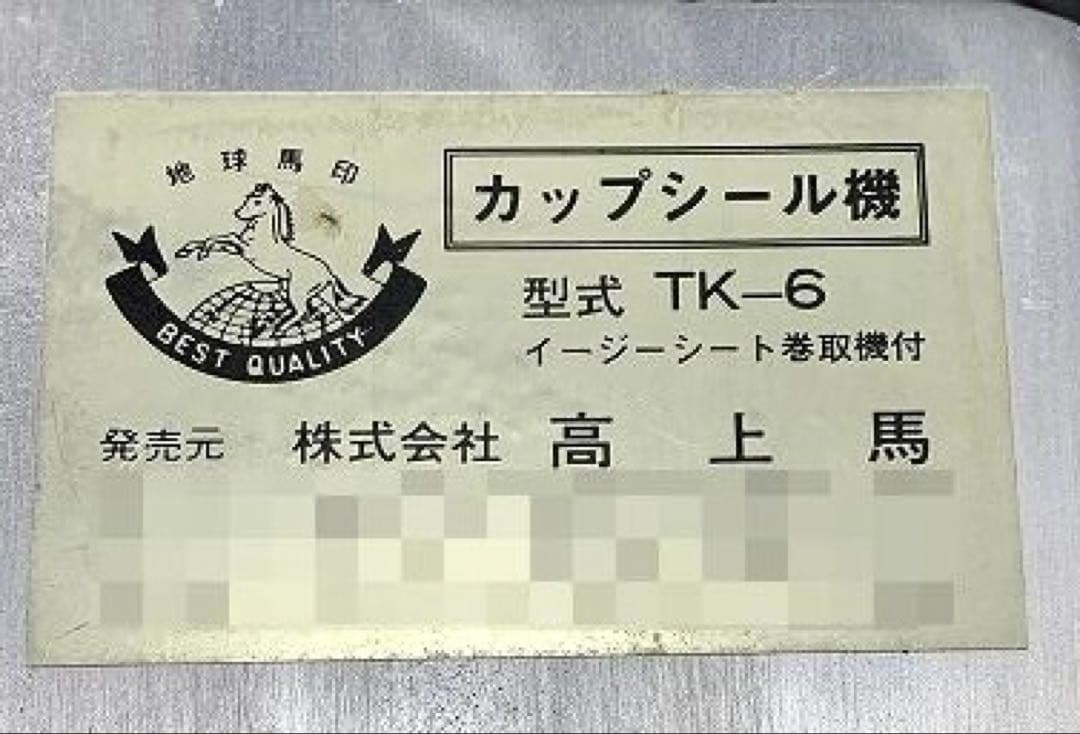 地球馬印
BEST QUALITY
カップシール機
型式 TK-6
イージーシート巻取機付
発売元 株式会社 高上馬